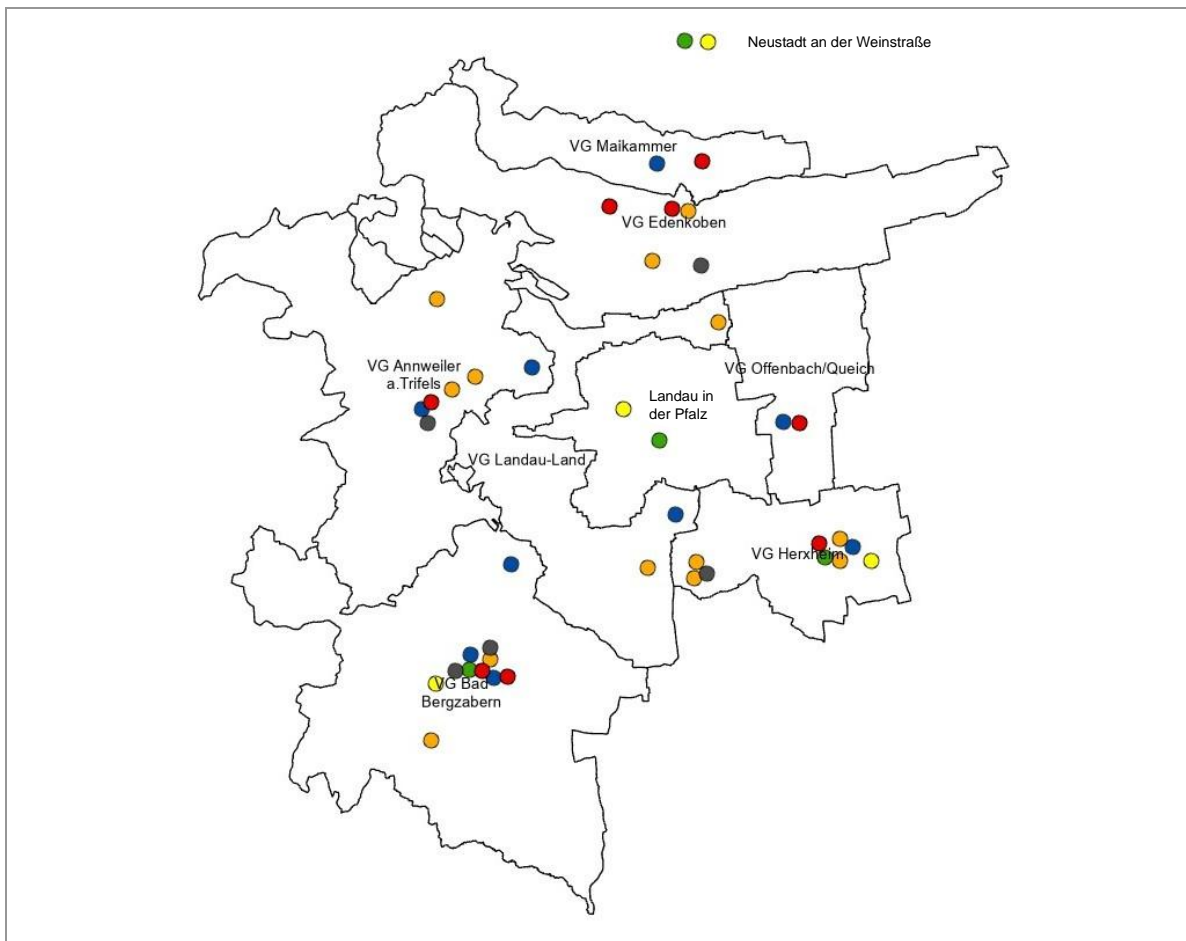 Neustadt an der Weinstraße
VG Maikammer
VG Edenkoben
VG Annweiler
a.Trifels
VG Offenbach/Queich
Landau in
der Pfalz
VG Landau-Land
VG Herxheim
VG Bad
Bergzabern